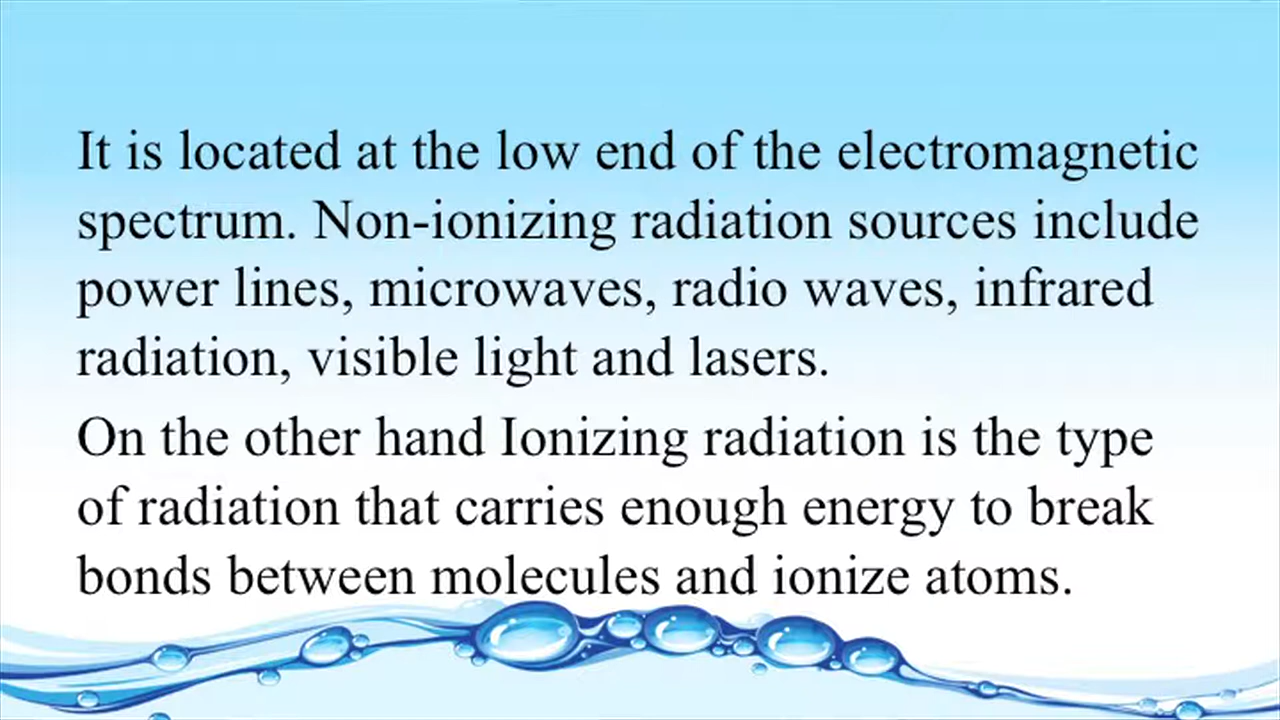 It is located at the low end of the electromagnetic
spectrum. Non-ionizing radiation sources include
power lines, microwaves, radio waves, infrared
radiation, visible light and lasers.
On the other hand Ionizing radiation is the type
of radiation that carries enough energy to break
bonds between molecules and ionize atoms.